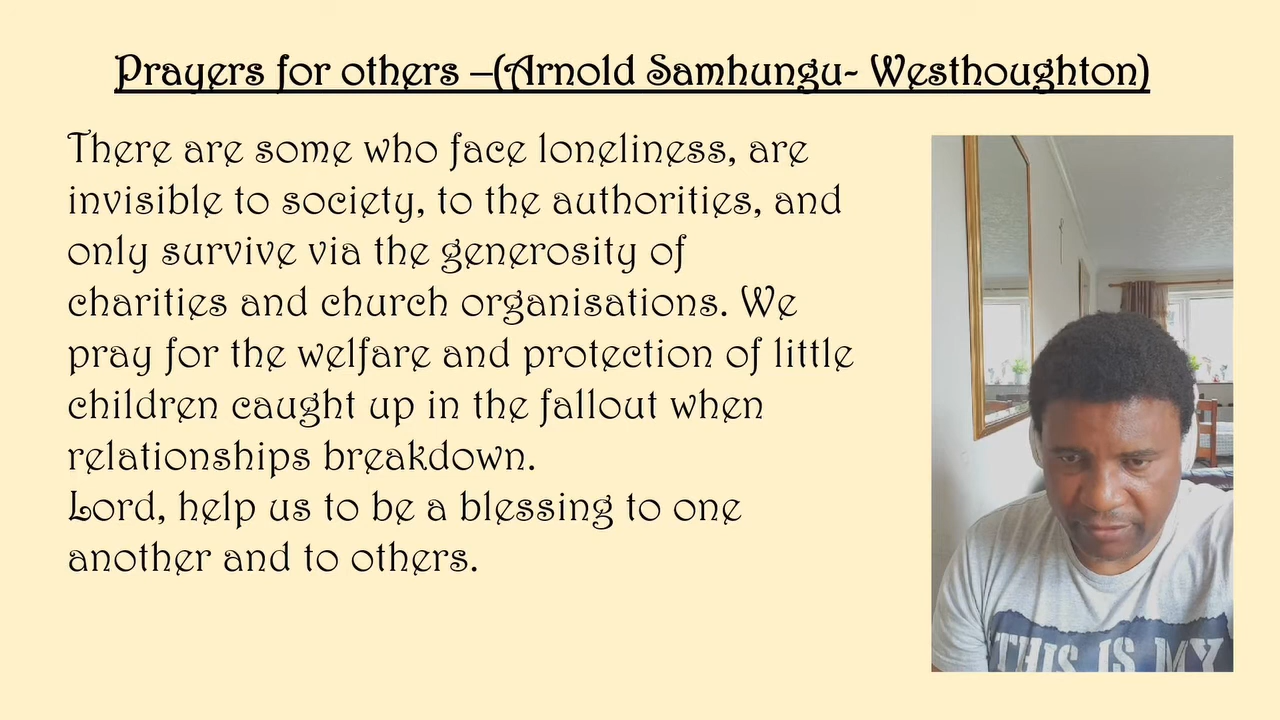 Prayers for others –(Arnold Samhungu- Westhoughton)
There are some who face loneliness, are
invisible to society, to the authorities, and
only survive via the generosity of
charities and church organisations. We
pray for the welfare and protection of little
children caught up in the fallout when
relationships breakdown.
Lord, help us to be a blessing to one
another and to others.
THIS IS MY